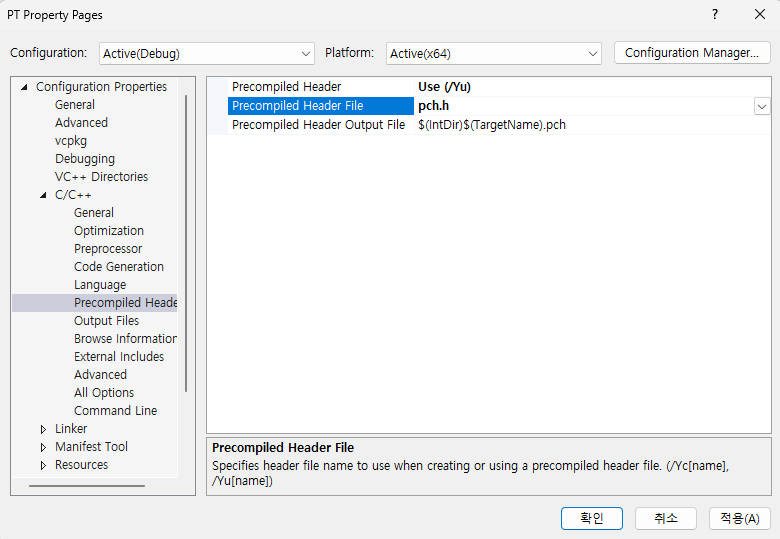 PT Property Pages
Configuration: Active(Debug) Platform: Active(x64) Configuration Manager...
Configuration Properties
General
Advanced
vcpkg
Debugging
VC++ Directories
C/C++
General
Optimization
Preprocessor
Code Generation
Language
Precompiled Heade
Output Files
Browse Information
External Includes
Advanced
All Options
Command Line
Linker
Manifest Tool
Resources
Precompiled Header Use (/Yu)
Precompiled Header File pch.h
Precompiled Header Output File $(IntDir)$(TargetName).pch
Precompiled Header File
Specifies header file name to use when creating or using a precompiled header file. (/Yc[name],
/Yu[name])
확인 취소 적용(A)